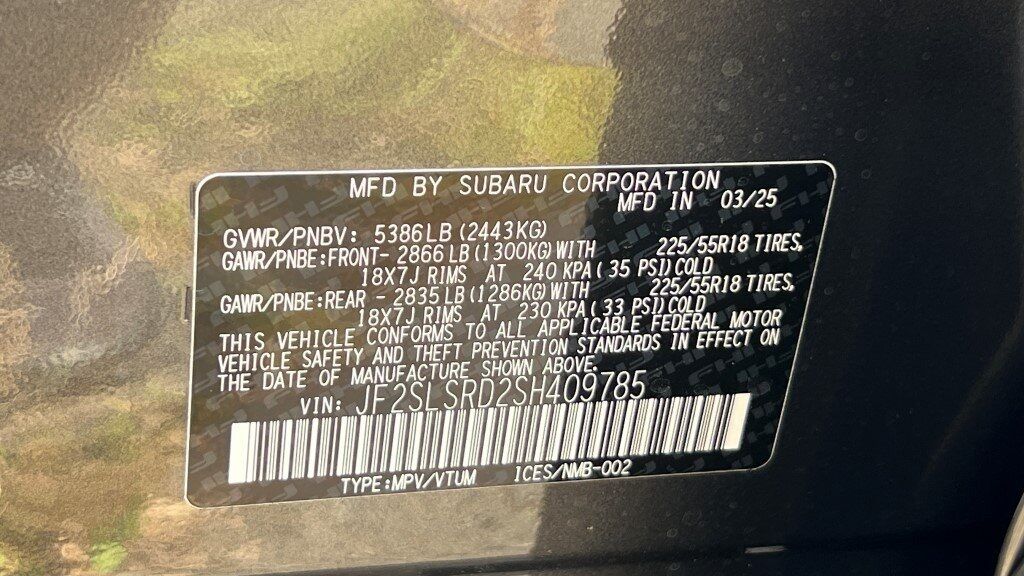 MFD BY SUBARU CORPORATION
MFD IN 03/25
GVWR/PNBV: 5386LB(2443KG)
GAWR/PNBE:FRONT- 2866LB(1300KG)WITH 225/55R18 TIRES,
18X7J RIMS AT 240 KPA( 35 PSI)COLD
GAWR/PNBE:REAR - 2835LB(1286KG)WITH 225/55R18 TIRES,
18X7J RIMS AT 230 KPA( 33 PSI)COLD
THIS VEHICLE CONFORMS TO ALL APPLICABLE FEDERAL MOTOR
VEHICLE SAFETY AND THEFT PREVENTION STANDARDS IN EFFECT ON
THE DATE OF MANUFACTURE SHOWN ABOVE.
VIN: JF2SLSRD2SH409785
TYPE:MPV/VTUM ICES/NMB-002